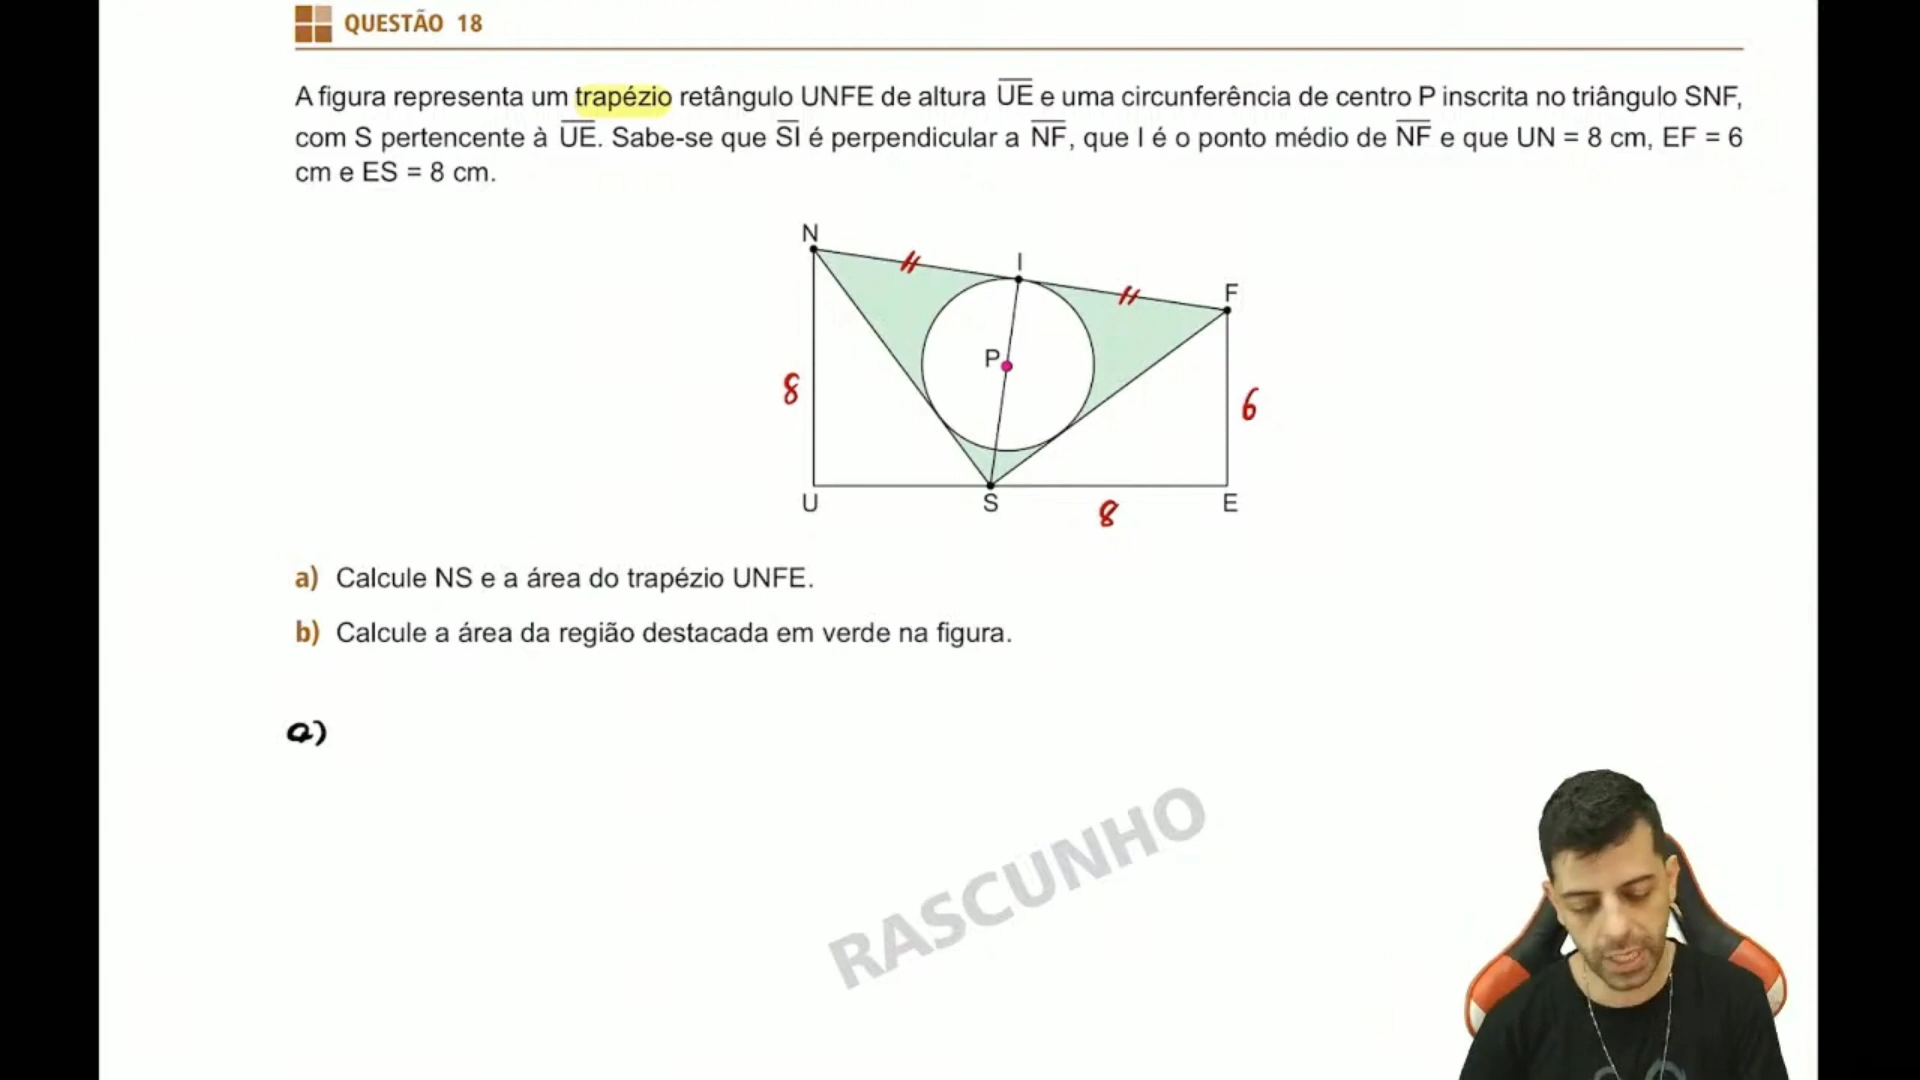 QUESTÃO 18
A figura representa um trapézio retângulo UNFE de altura UE e uma circunferência de centro P inscrita no triângulo SNF,
com S pertencente à UE. Sabe-se que SI é perpendicular a NF, que I é o ponto médio de NF e que UN = 8 cm, EF = 6
cm e ES = 8 cm.
N
I
F
P
8
6
U
S
E
8
a) Calcule NS e a área do trapézio UNFE.
b) Calcule a área da região destacada em verde na figura.
a)
RASCUNHO